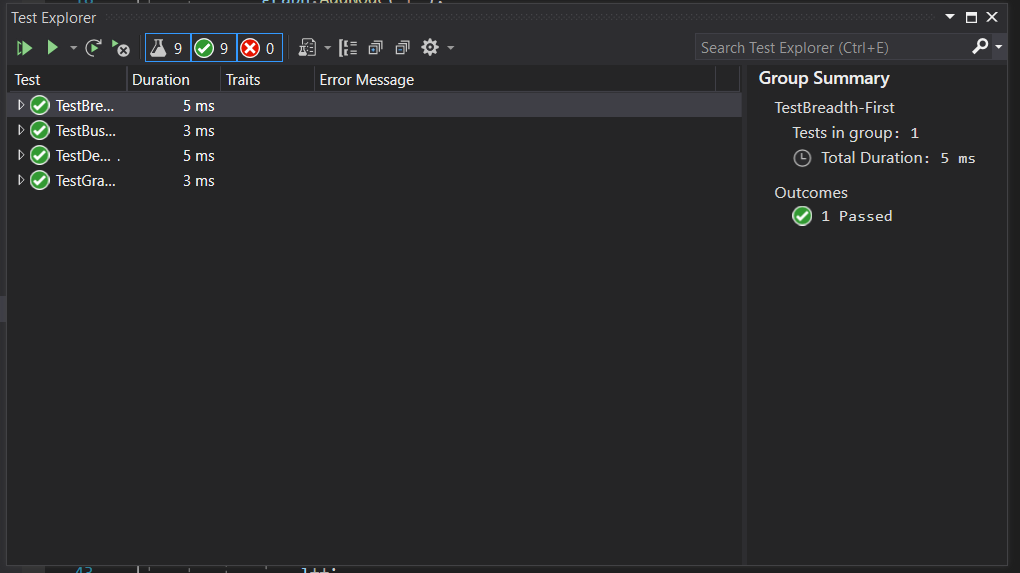 Test Explorer
9 9 0
Search Test Explorer (Ctrl+E)
Test Duration Traits Error Message
TestBre... 5 ms
TestBus... 3 ms
TestDe... . 5 ms
TestGra... 3 ms
Group Summary
TestBreadth-First
Tests in group: 1
Total Duration: 5 ms
Outcomes
1 Passed
43